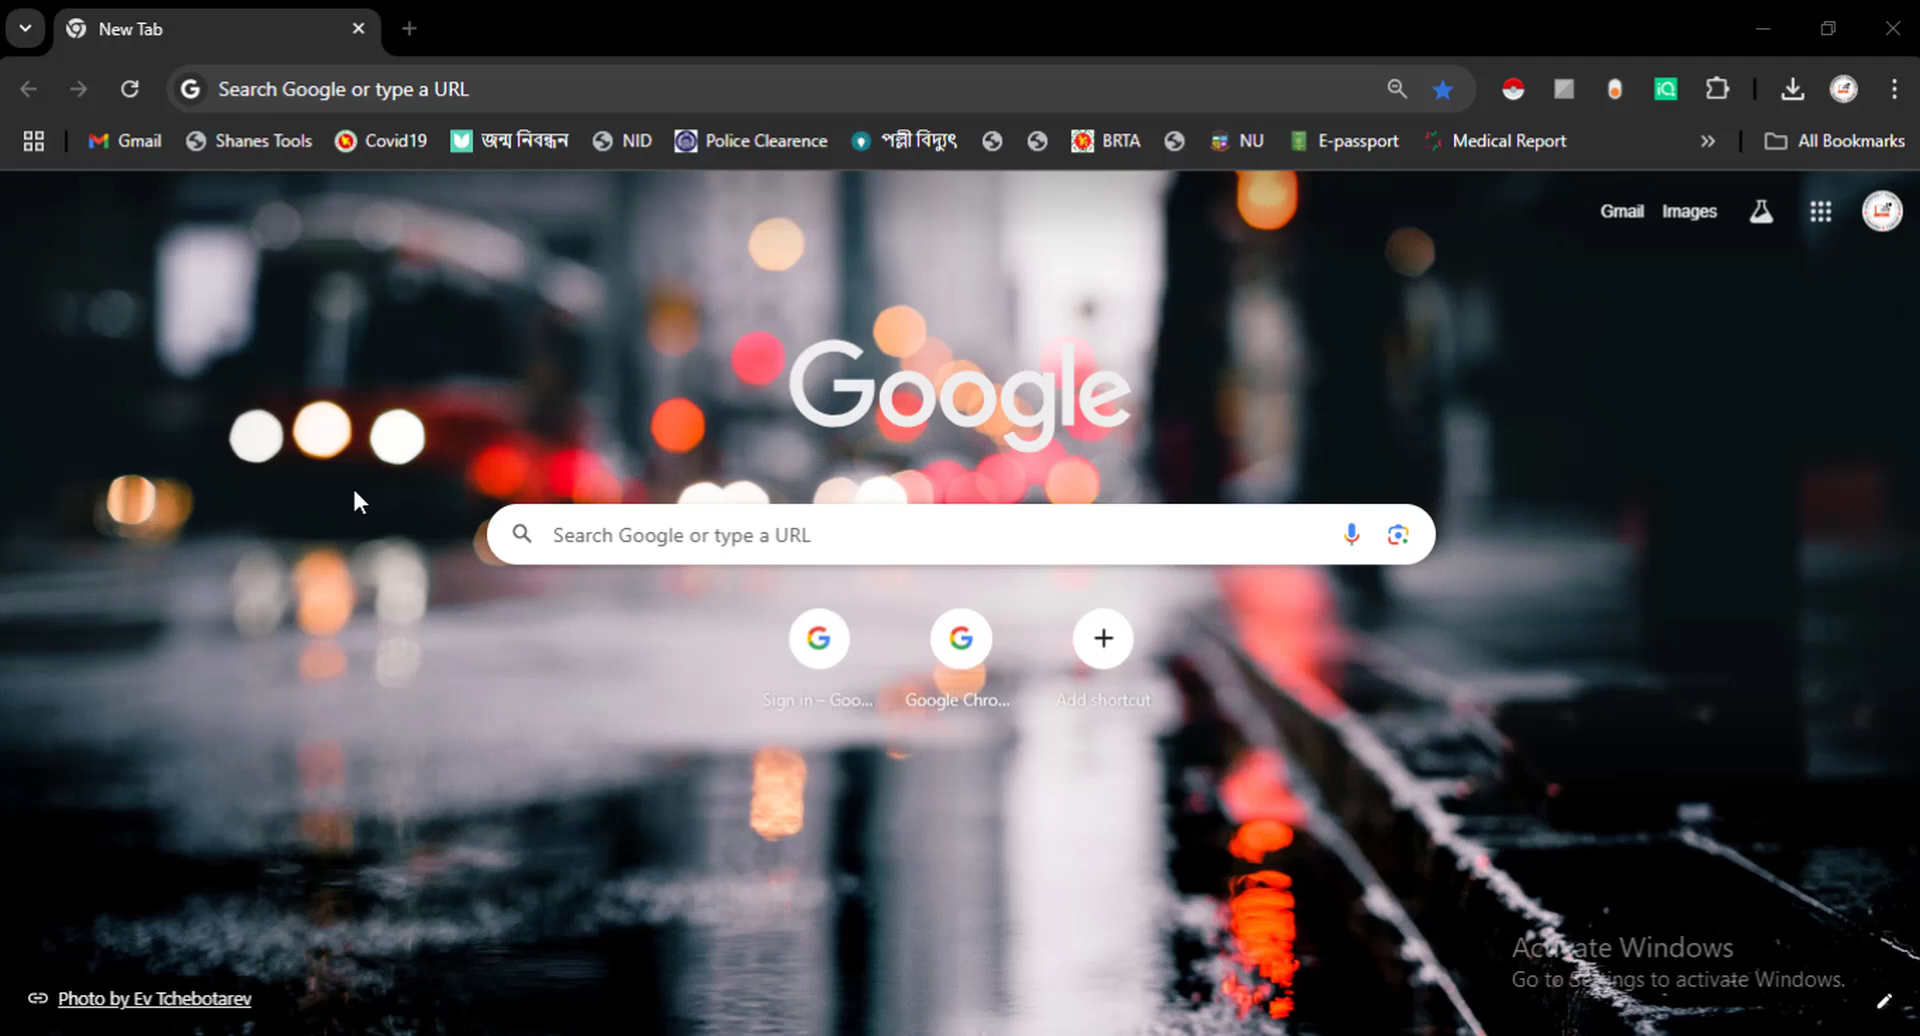 New Tab
Search Google or type a URL
Gmail Shanes Tools Covid19 জন্ম নিবন্ধন NID Police Clearence পল্লী বিদ্যুৎ BRTA NU E-passport Medical Report » All Bookmarks
Gmail Images
Google
Search Google or type a URL
Sign in – Goo... Google Chro... Add shortcut
Activate Windows
Go to Settings to activate Windows.
Photo by Ev Tchebotarev